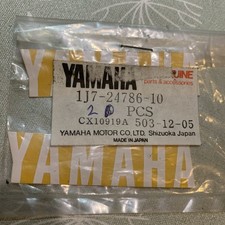 YAMAHA GENUINE
parts & accessories
1J7-24786-10
2 PCS
CX10919A 503-12-05
YAMAHA MOTOR CO., LTD. Shizuoka Japan
MADE IN JAPAN
YAMAHA